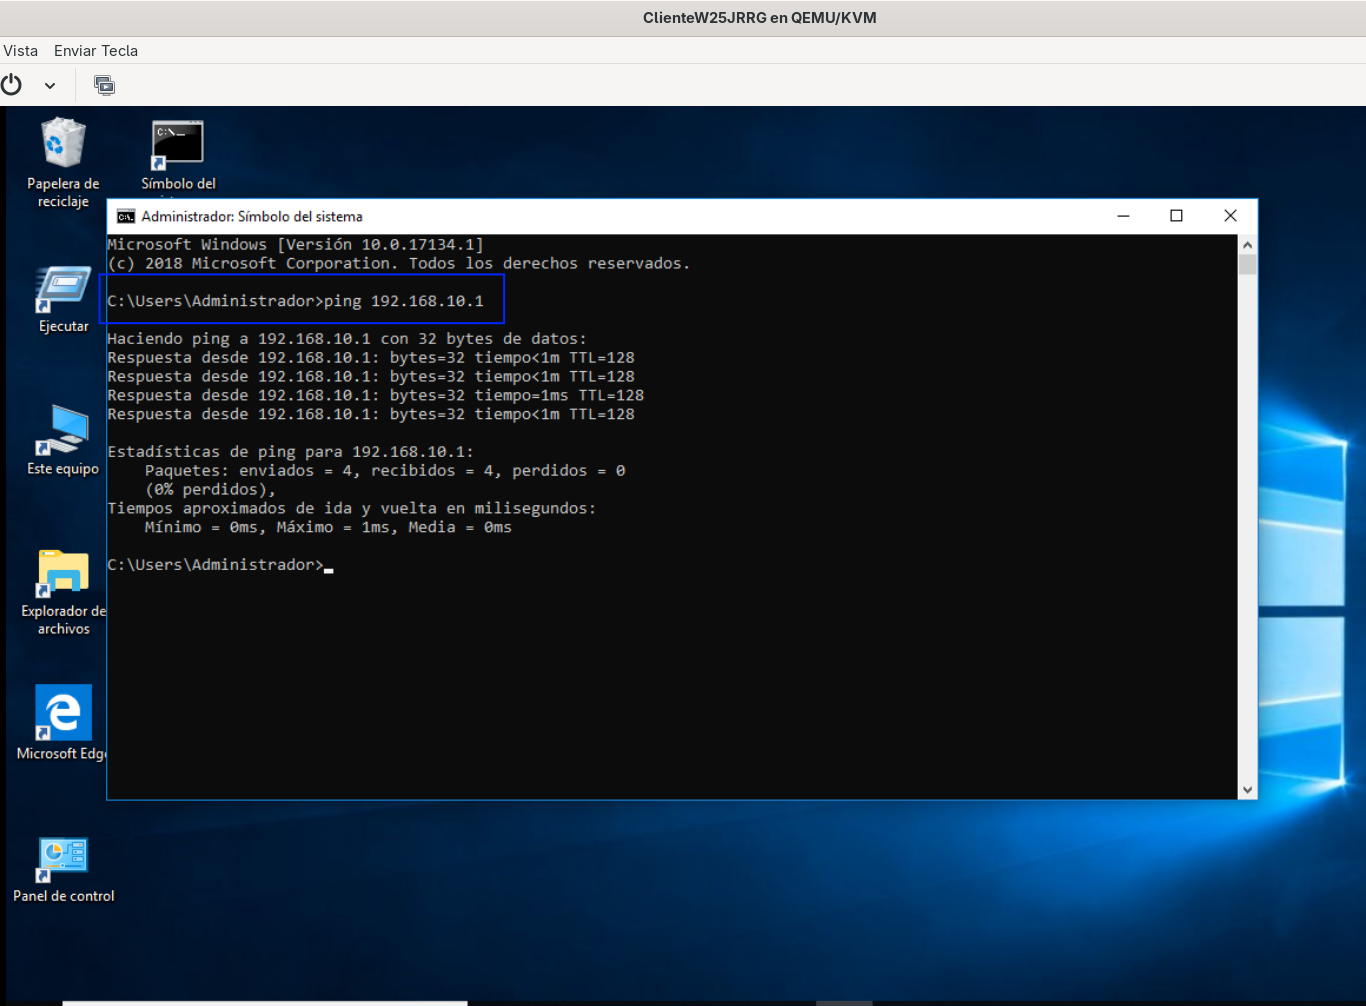 ClienteW25JRRG en QEMU/KVM
Vista Enviar Tecla
Papelera de
reciclaje
Símbolo del
Administrador: Símbolo del sistema
Microsoft Windows [Versión 10.0.17134.1]
(c) 2018 Microsoft Corporation. Todos los derechos reservados.
C:\Users\Administrador>ping 192.168.10.1
Haciendo ping a 192.168.10.1 con 32 bytes de datos:
Respuesta desde 192.168.10.1: bytes=32 tiempo<1m TTL=128
Respuesta desde 192.168.10.1: bytes=32 tiempo<1m TTL=128
Respuesta desde 192.168.10.1: bytes=32 tiempo=1ms TTL=128
Respuesta desde 192.168.10.1: bytes=32 tiempo<1m TTL=128
Estadísticas de ping para 192.168.10.1:
Paquetes: enviados = 4, recibidos = 4, perdidos = 0
(0% perdidos),
Tiempos aproximados de ida y vuelta en milisegundos:
Mínimo = 0ms, Máximo = 1ms, Media = 0ms
C:\Users\Administrador>
Ejecutar
Este equipo
Explorador de
archivos
Microsoft Edge
Panel de control